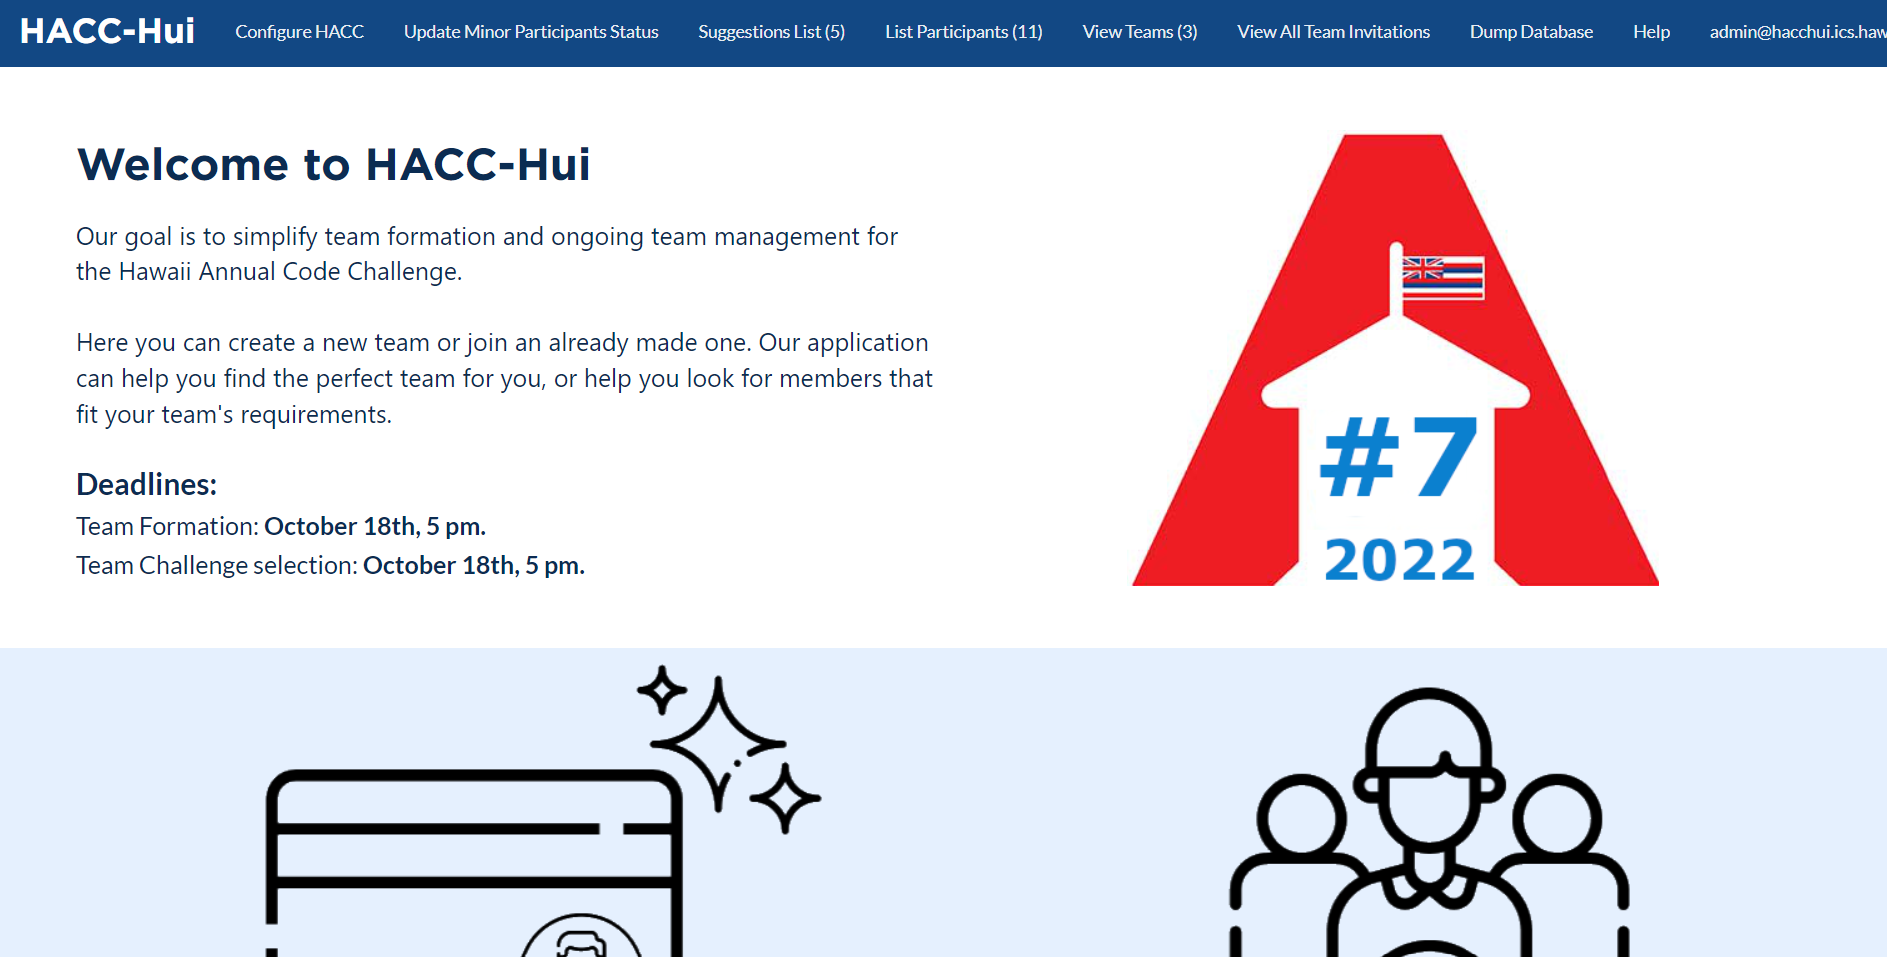 HACC-Hui Configure HACC Update Minor Participants Status Suggestions List (5) List Participants (11) View Teams (3) View All Team Invitations Dump Database Help admin@hacchui.ics.haw
Welcome to HACC-Hui
Our goal is to simplify team formation and ongoing team management for
the Hawaii Annual Code Challenge.
Here you can create a new team or join an already made one. Our application
can help you find the perfect team for you, or help you look for members that
fit your team's requirements.
Deadlines:
Team Formation: October 18th, 5 pm.
Team Challenge selection: October 18th, 5 pm.
#7
2022